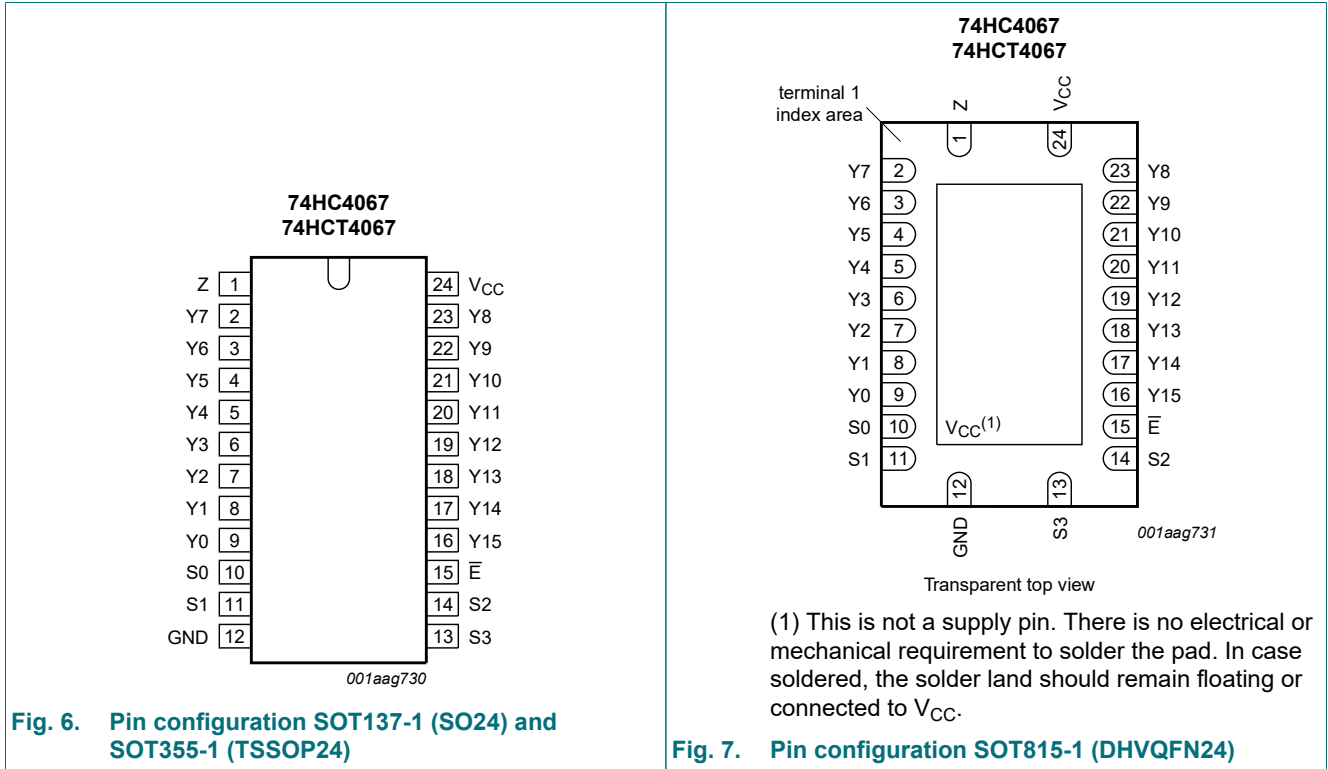 74HC4067
74HCT4067
Z 1 24 VCC
Y7 2 23 Y8
Y6 3 22 Y9
Y5 4 21 Y10
Y4 5 20 Y11
Y3 6 19 Y12
Y2 7 18 Y13
Y1 8 17 Y14
Y0 9 16 Y15
S0 10 15 E̅
S1 11 14 S2
GND 12 13 S3
001aag730
Fig. 6. Pin configuration SOT137-1 (SO24) and
SOT355-1 (TSSOP24)
74HC4067
74HCT4067
terminal 1
index area
Z VCC
1 24
Y7 2 23 Y8
Y6 3 22 Y9
Y5 4 21 Y10
Y4 5 20 Y11
Y3 6 19 Y12
Y2 7 18 Y13
Y1 8 17 Y14
Y0 9 16 Y15
S0 10 VCC(1) 15 E̅
S1 11 14 S2
12 13
GND S3
001aag731
Transparent top view
(1) This is not a supply pin. There is no electrical or
mechanical requirement to solder the pad. In case
soldered, the solder land should remain floating or
connected to VCC.
Fig. 7. Pin configuration SOT815-1 (DHVQFN24)